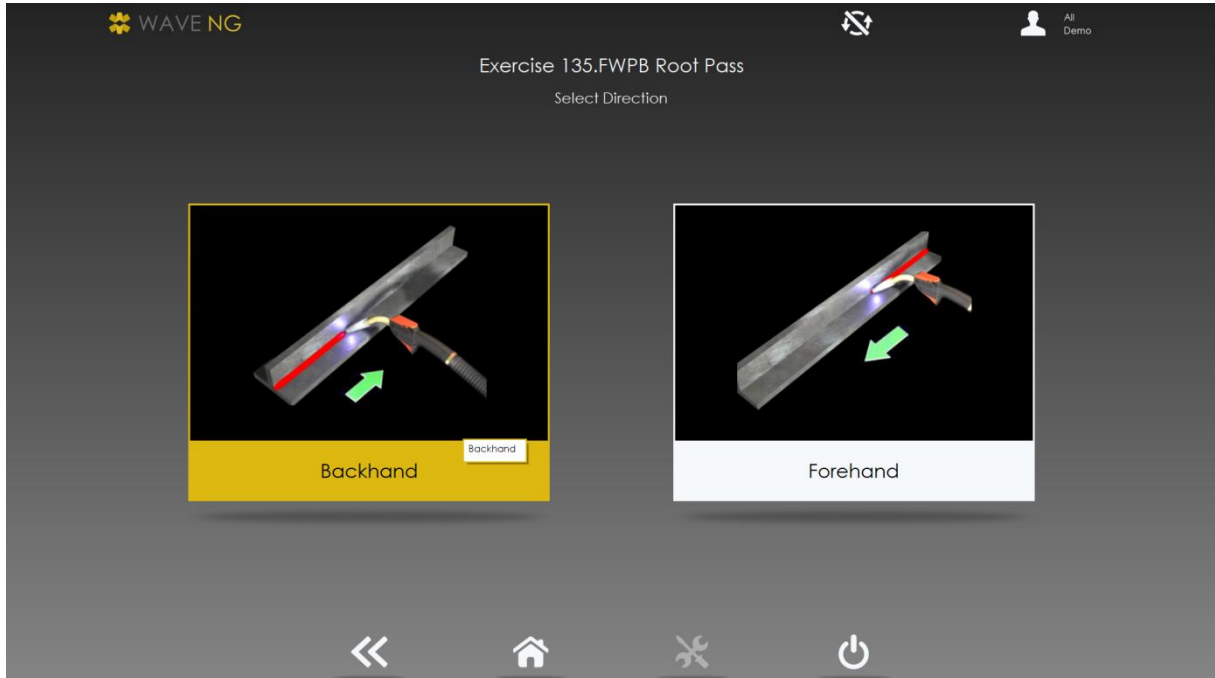 WAVE NG
All
Demo
Exercise 135.FWPB Root Pass
Select Direction
Backhand
Backhand
Forehand